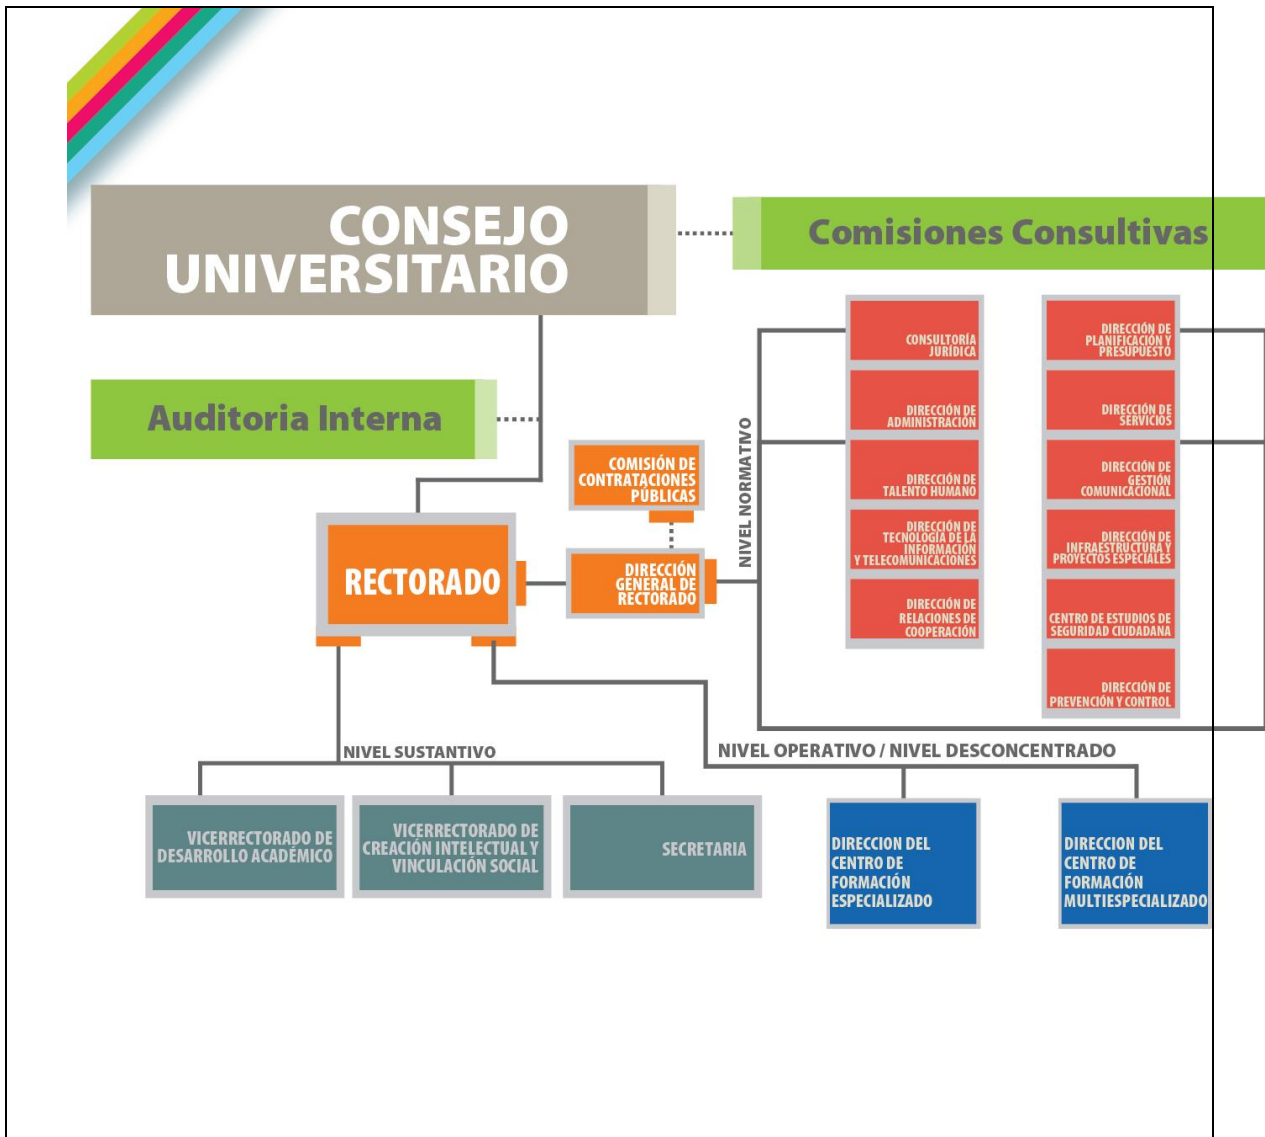 CONSEJO
UNIVERSITARIO
Comisiones Consultivas
Auditoria Interna
COMISIÓN DE
CONTRATACIONES
PÚBLICAS
RECTORADO
DIRECCIÓN
GENERAL DE
RECTORADO
NIVEL NORMATIVO
CONSULTORÍA
JURÍDICA
DIRECCIÓN DE
ADMINISTRACIÓN
DIRECCIÓN DE
TALENTO HUMANO
DIRECCIÓN DE
TECNOLOGÍA DE LA
INFORMACIÓN
Y TELECOMUNICACIONES
DIRECCIÓN DE
RELACIONES DE
COOPERACIÓN
DIRECCIÓN DE
PLANIFICACIÓN Y
PRESUPUESTO
DIRECCIÓN DE
SERVICIOS
DIRECCIÓN DE
GESTIÓN
COMUNICACIONAL
DIRECCIÓN DE
INFRAESTRUCTURA Y
PROYECTOS ESPECIALES
CENTRO DE ESTUDIOS DE
SEGURIDAD CIUDADANA
DIRECCIÓN DE
PREVENCIÓN Y CONTROL
NIVEL SUSTANTIVO
NIVEL OPERATIVO / NIVEL DESCONCENTRADO
VICERRECTORADO DE
DESARROLLO ACADÉMICO
VICERRECTORADO DE
CREACIÓN INTELECTUAL Y
VINCULACIÓN SOCIAL
SECRETARIA
DIRECCION DEL
CENTRO DE
FORMACIÓN
ESPECIALIZADO
DIRECCION DEL
CENTRO DE
FORMACIÓN
MULTIESPECIALIZADO